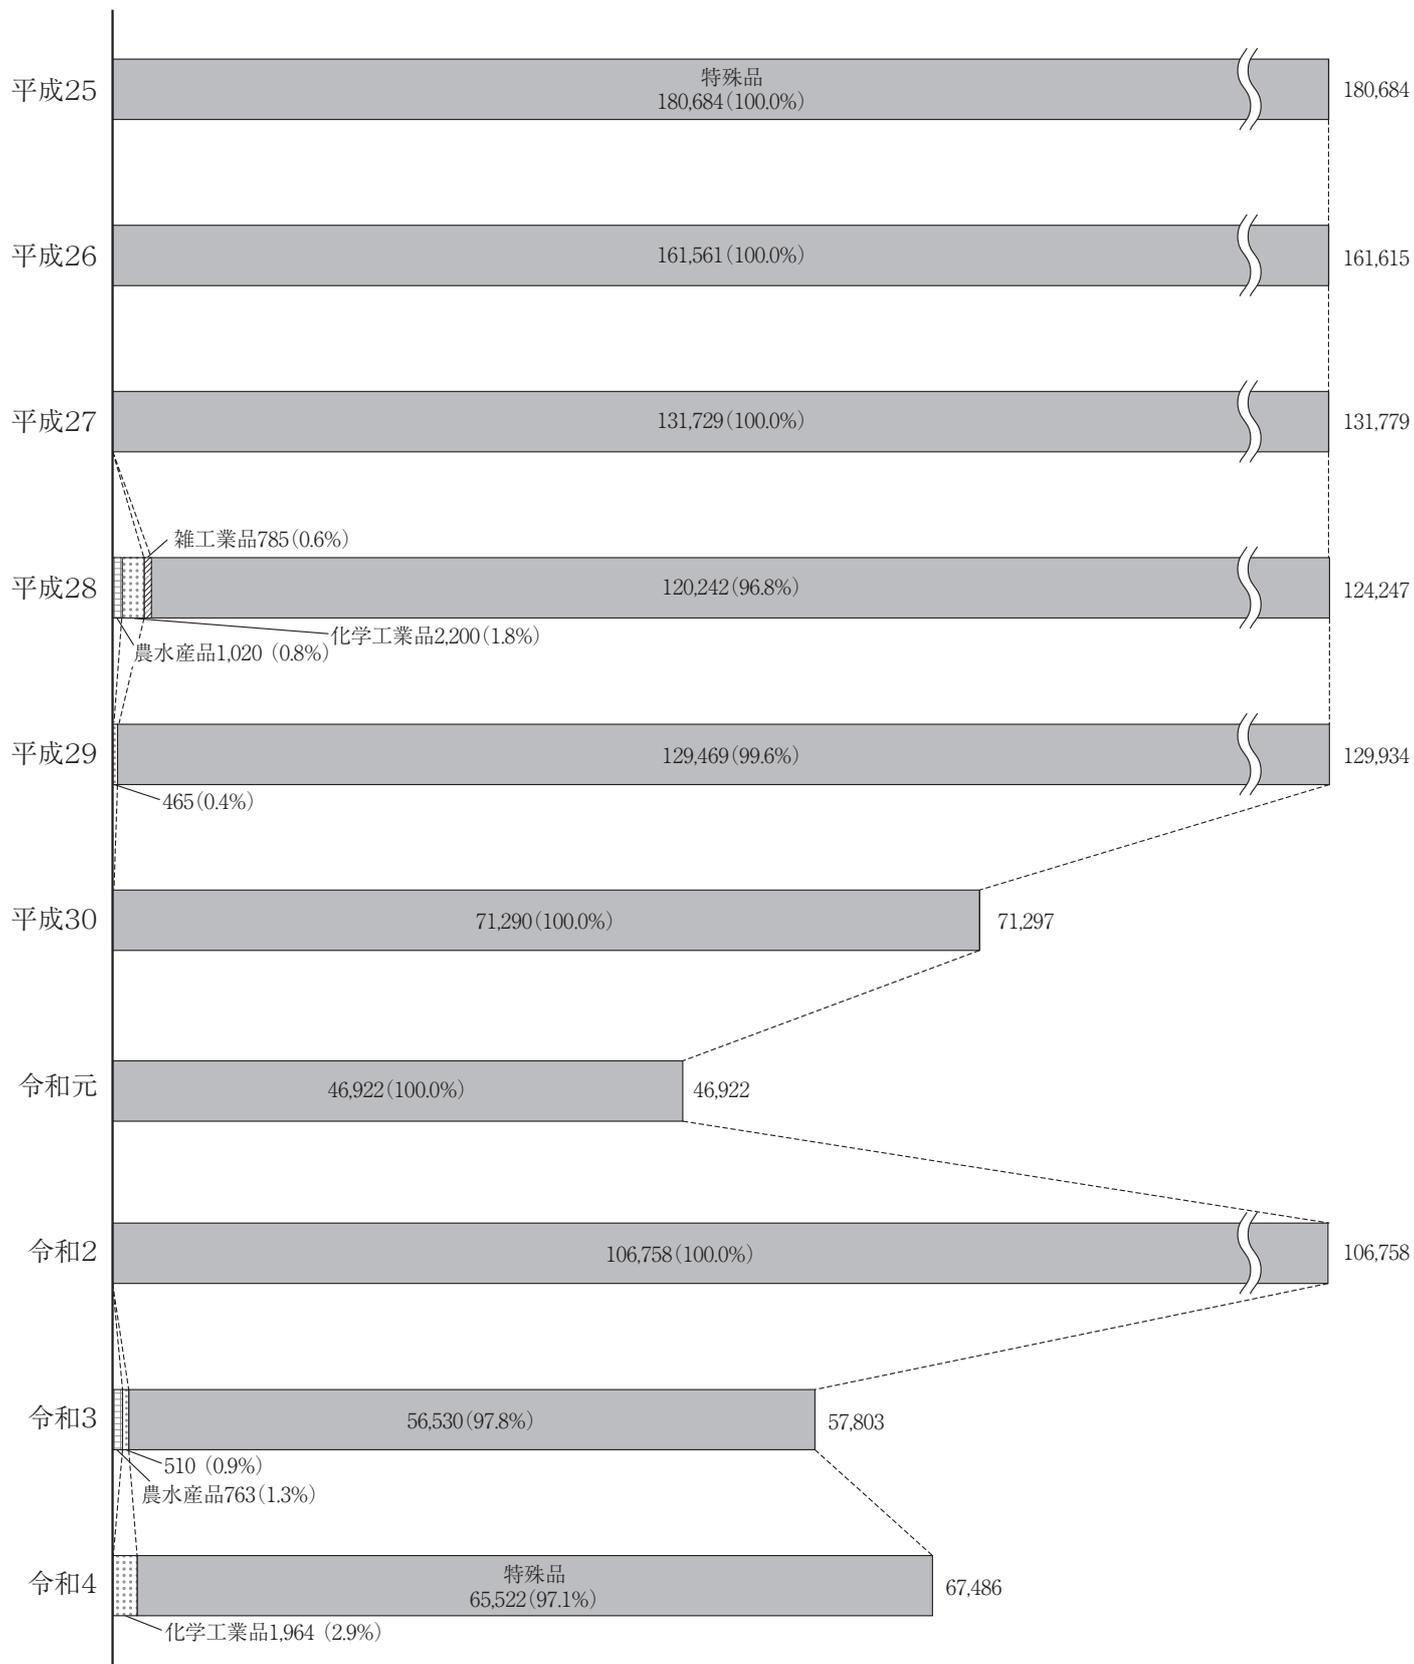 特殊品
平成25
180,684(100.0%)
180,684
平成26
161,561(100.0%)
161,615
平成27
131,729(100.0%)
131,779
雑工業品785(0.6%)
平成28
120,242(96.8%)
124,247
化学工業品2,200(1.8%)
農水産品1,020 (0.8%)
平成29
129,469(99.6%)
129,934
465(0.4%)
平成30
71,290(100.0%)
71,297
令和元
46,922(100.0%)
46,922
令和2
106,758(100.0%)
106,758
令和3
56,530(97.8%)
57,803
510 (0.9%)
農水産品763(1.3%)
特殊品
令和4
65,522(97.1%)
67,486
化学工業品1,964 (2.9%)